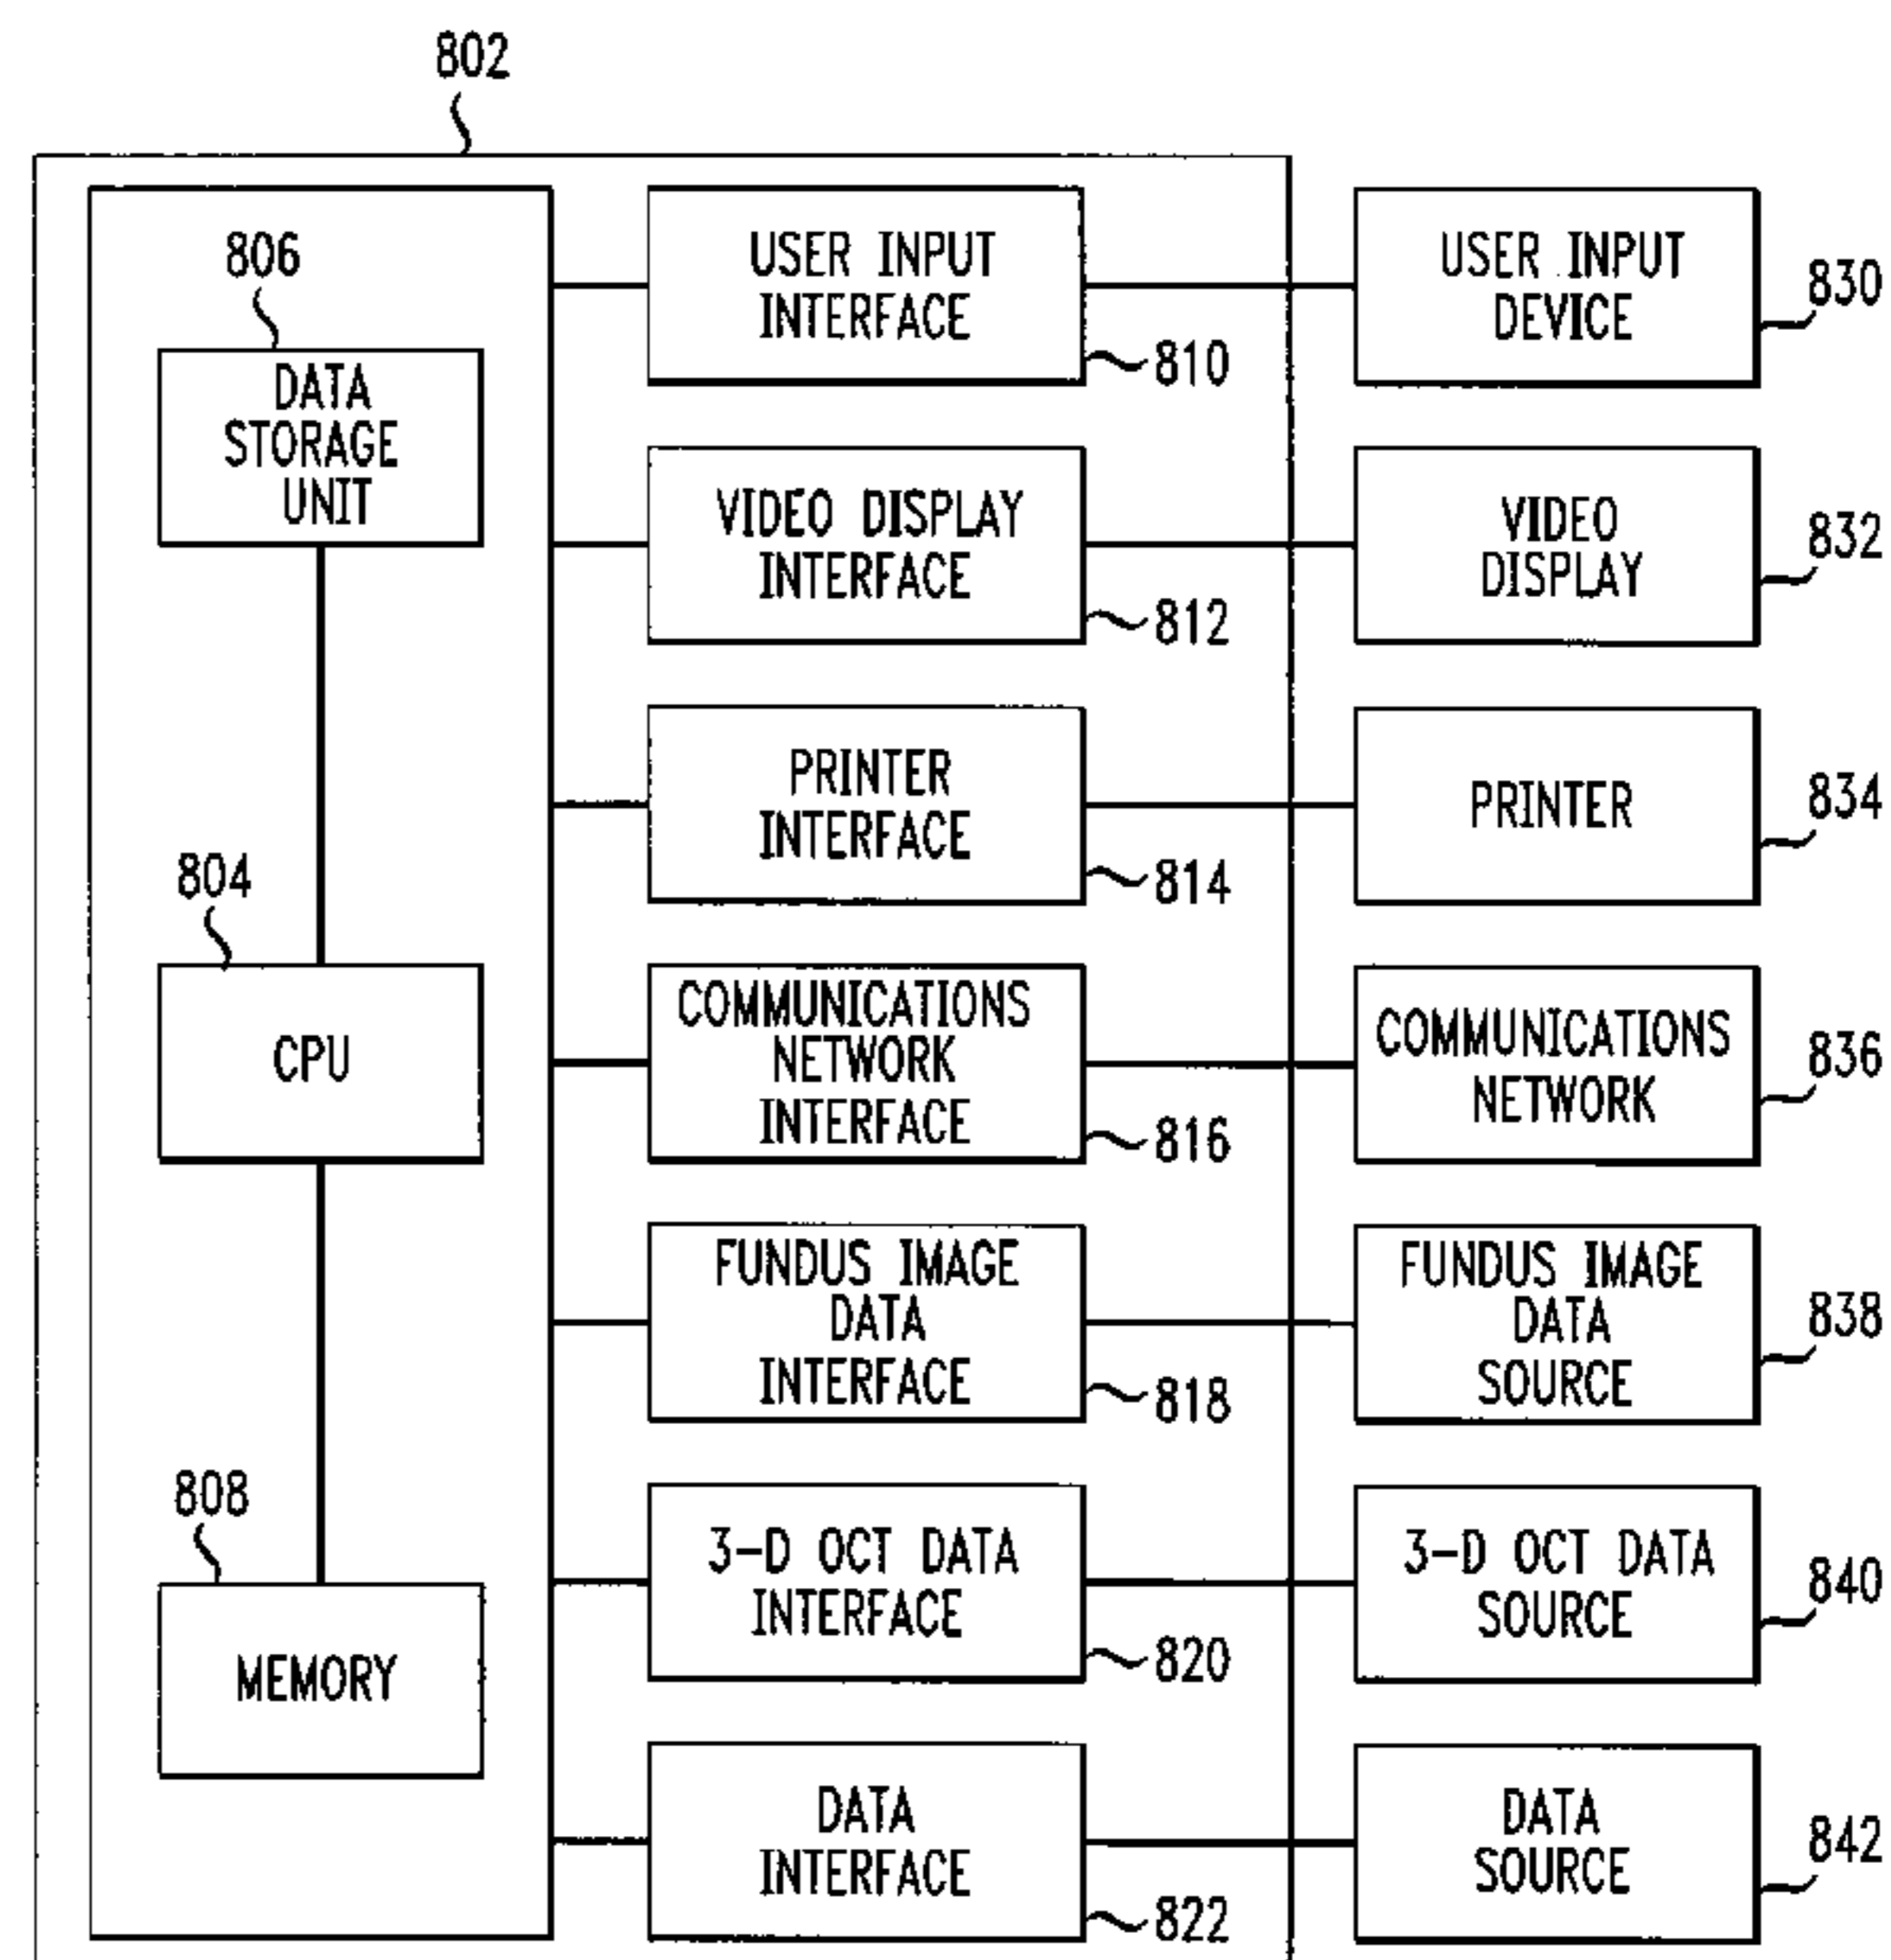 802
806
DATA
STORAGE
UNIT
804
CPU
808
MEMORY
USER INPUT
INTERFACE
810
VIDEO DISPLAY
INTERFACE
812
PRINTER
INTERFACE
814
COMMUNICATIONS
NETWORK
INTERFACE
816
FUNDUS IMAGE
DATA
INTERFACE
818
3-D OCT DATA
INTERFACE
820
DATA
INTERFACE
822
USER INPUT
DEVICE
830
VIDEO
DISPLAY
832
PRINTER
834
COMMUNICATIONS
NETWORK
836
FUNDUS IMAGE
DATA
SOURCE
838
3-D OCT DATA
SOURCE
840
DATA
SOURCE
842